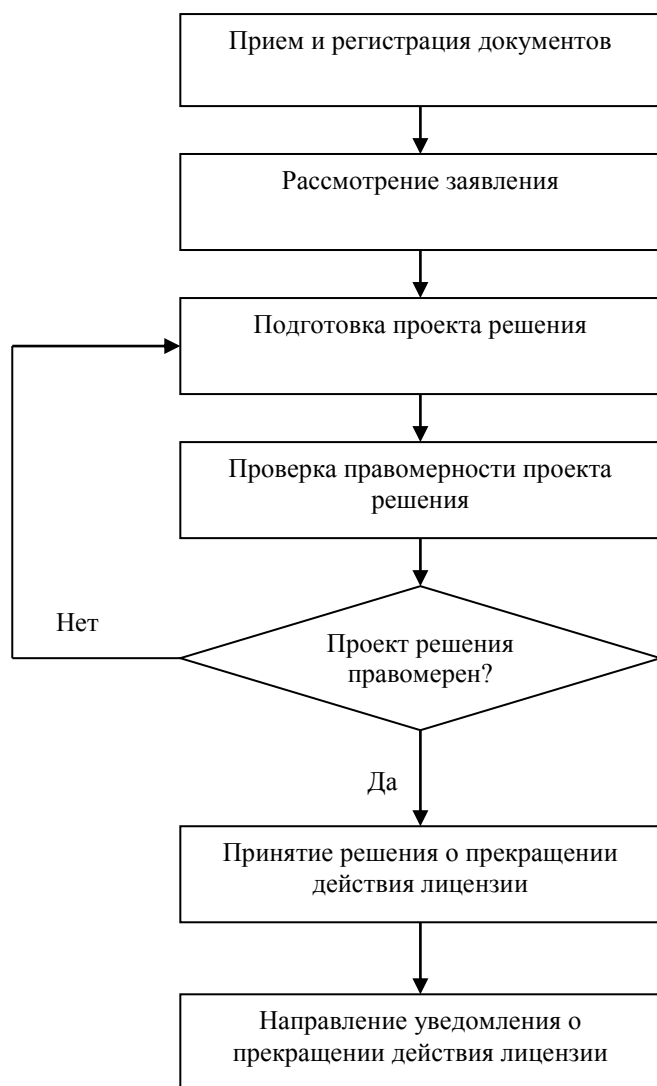 Прием и регистрация документов
Рассмотрение заявления
Подготовка проекта решения
Проверка правомерности проекта
решения
Нет
Проект решения
правомерен?
Да
Принятие решения о прекращении
действия лицензии
Направление уведомления о
прекращении действия лицензии